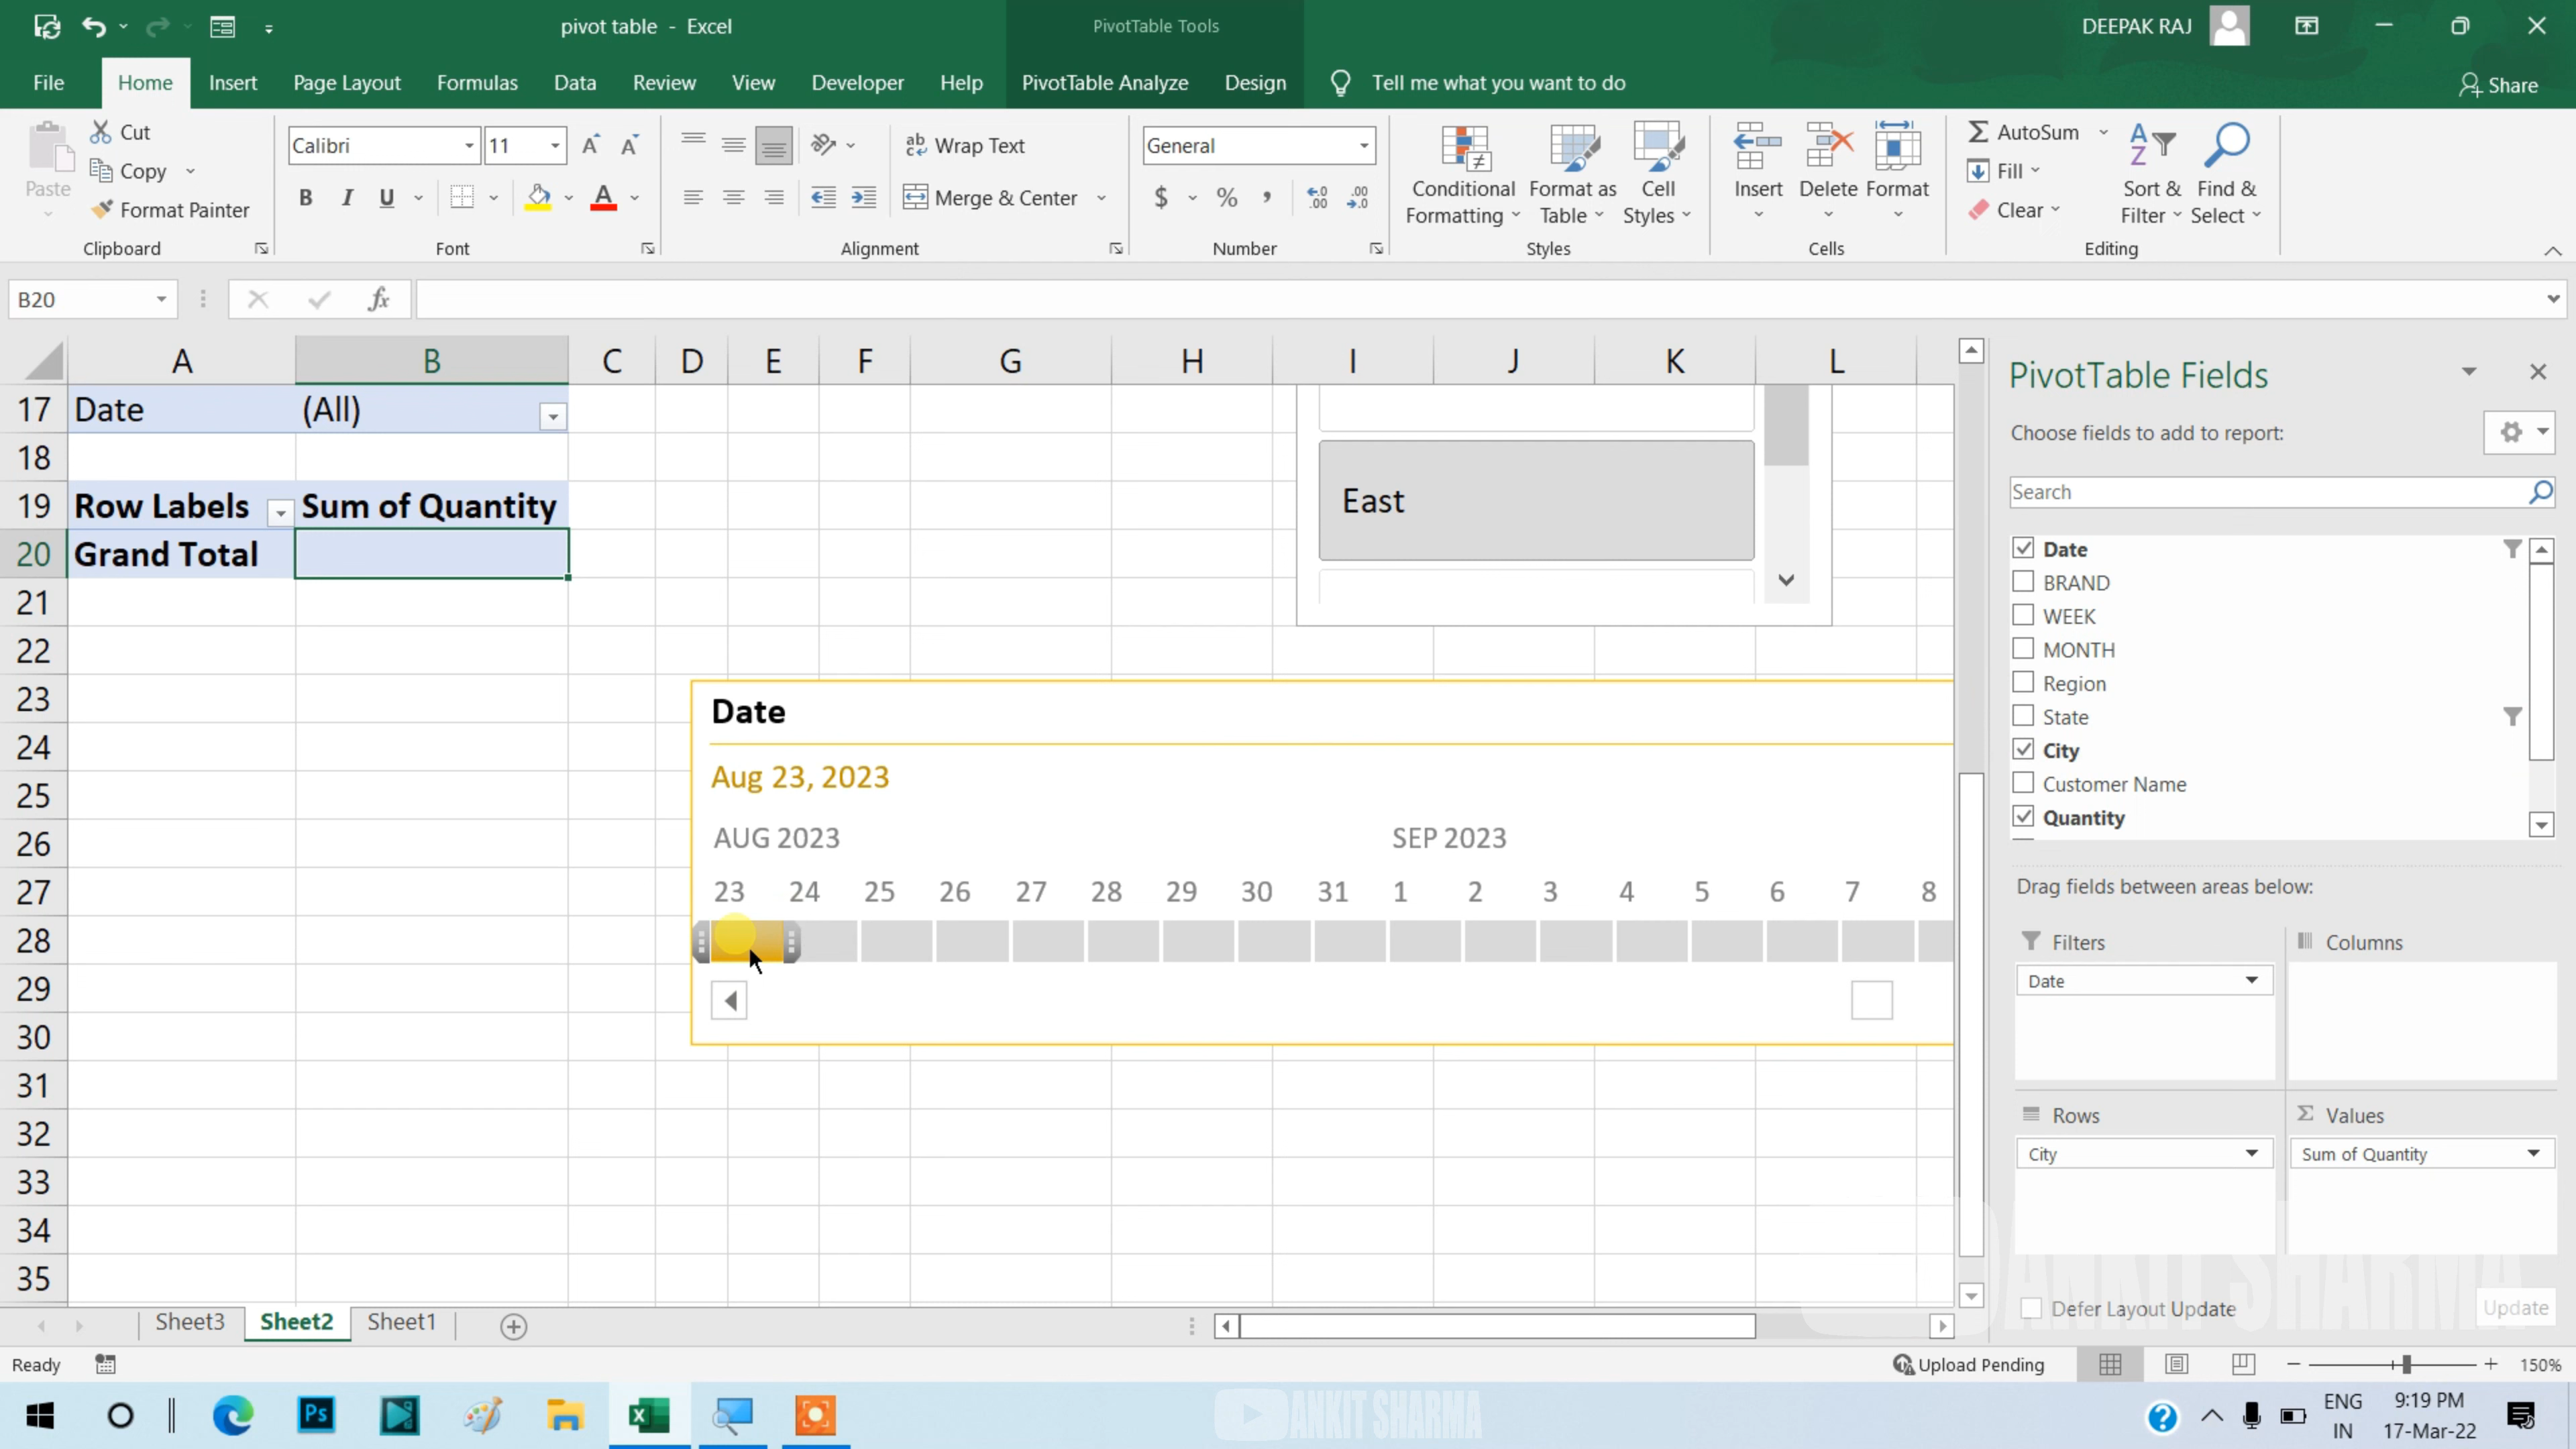 pivot table - Excel
PivotTable Tools
DEEPAK RAJ
File Home Insert Page Layout Formulas Data Review View Developer Help PivotTable Analyze Design Tell me what you want to do Share
Paste
Cut
Copy
Format Painter
Clipboard
Calibri 11
B I U
Font
Wrap Text
Merge & Center
Alignment
General
$ % ,
Number
Conditional Formatting
Format as Table
Cell Styles
Styles
Insert Delete Format
Cells
AutoSum
Fill
Clear
Sort & Filter
Find & Select
Editing
B20
fx
A B C D E F G H I J K L
17 Date (All)
18
19 Row Labels Sum of Quantity
20 Grand Total
21
22
23
24
25
26
27
28
29
30
31
32
33
34
35
East
Date
Aug 23, 2023
AUG 2023 SEP 2023
23 24 25 26 27 28 29 30 31 1 2 3 4 5 6 7 8
PivotTable Fields
Choose fields to add to report:
Search
Date
BRAND
WEEK
MONTH
Region
State
City
Customer Name
Quantity
Drag fields between areas below:
Filters
Date
Columns
Rows
City
Values
Sum of Quantity
Defer Layout Update
Update
ANKIT SHARMA
Sheet3 Sheet2 Sheet1
Ready
Upload Pending
150%
Ps
ANKIT SHARMA
ENG
IN
9:19 PM
17-Mar-22